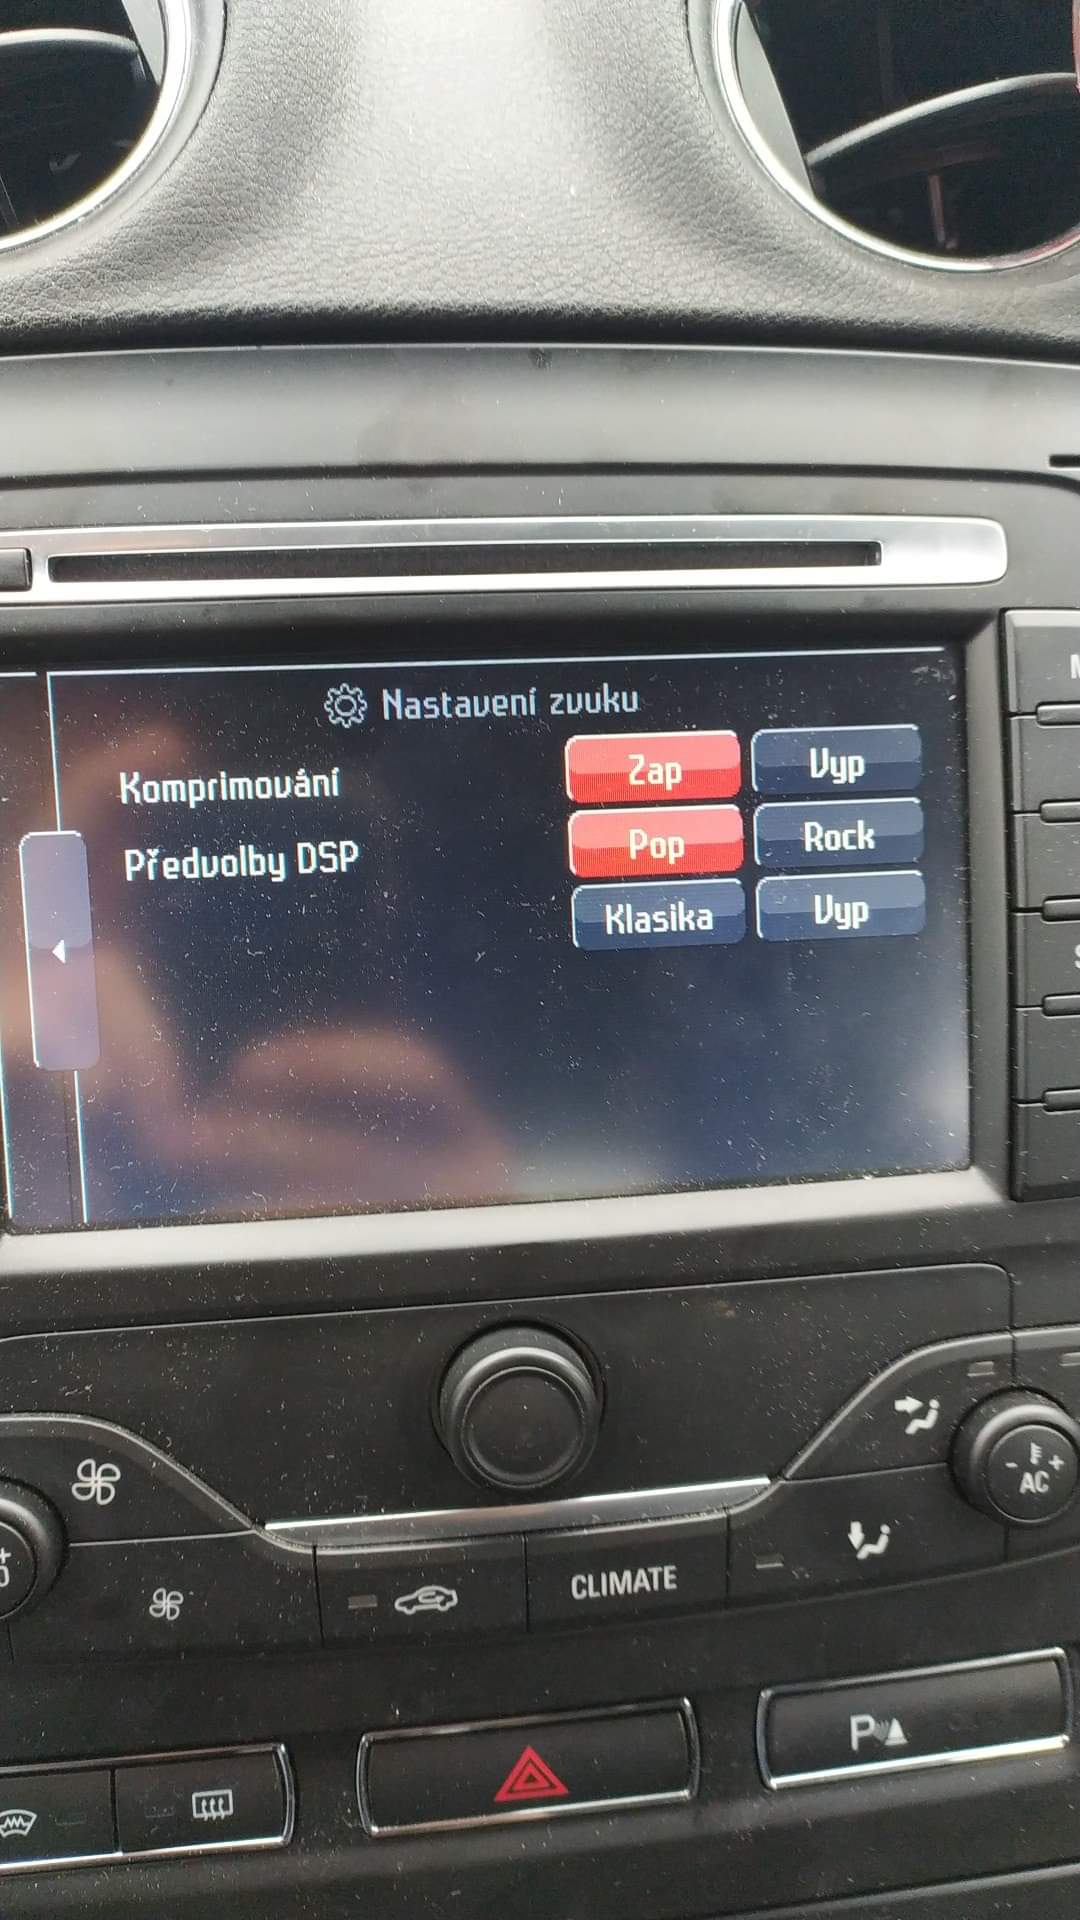 Nastavení zvuku
Komprimování Zap Vyp
Předvolby DSP Pop Rock
Klasika Vyp
- + AC
CLIMATE
P